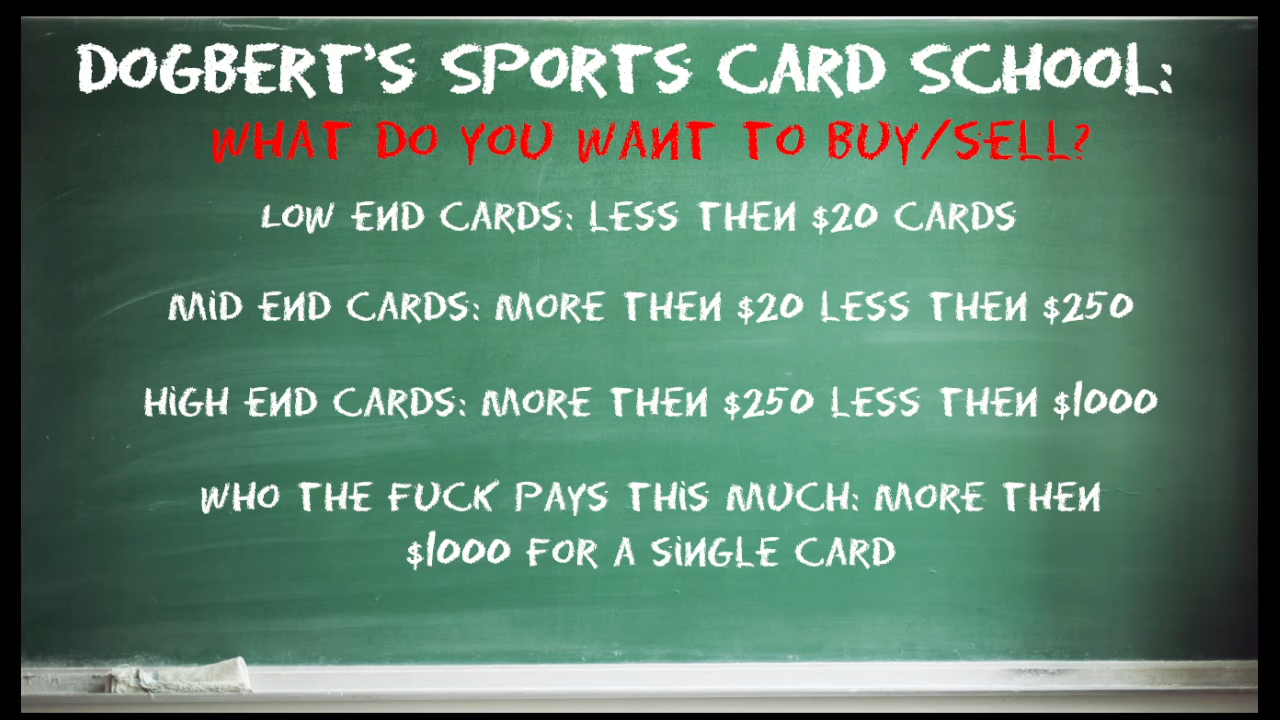 DOGBERT'S SPORTS CARD SCHOOL:
WHAT DO YOU WANT TO BUY/SELL?
LOW END CARDS: LESS THEN $20 CARDS
MID END CARDS: MORE THEN $20 LESS THEN $250
HIGH END CARDS: MORE THEN $250 LESS THEN $1000
WHO THE FUCK PAYS THIS MUCH: MORE THEN
$1000 FOR A SINGLE CARD